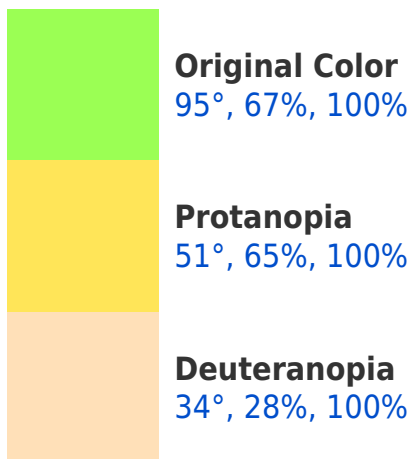 Original Color
95°, 67%, 100%
Protanopia
51°, 65%, 100%
Deuteranopia
34°, 28%, 100%